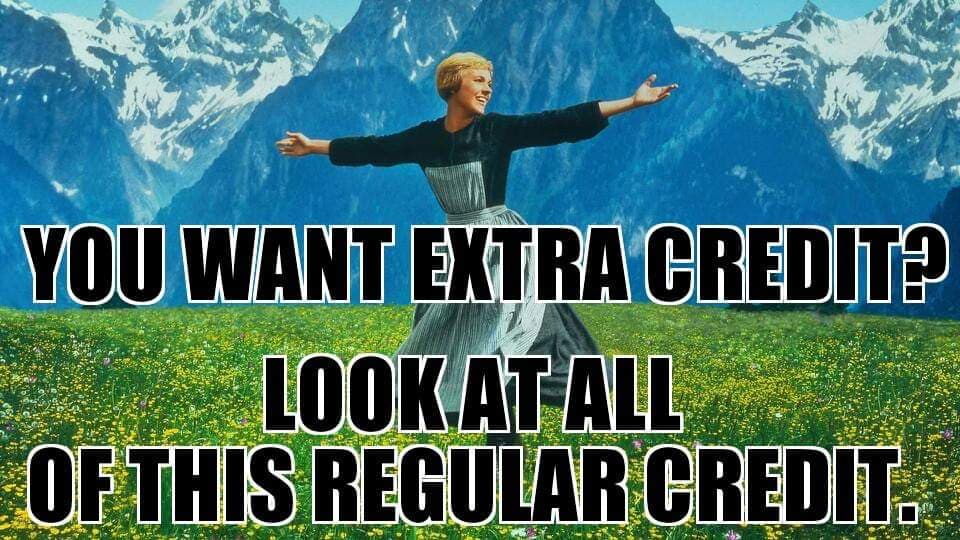 YOU WANT EXTRA CREDIT?
LOOK AT ALL
OF THIS REGULAR CREDIT.